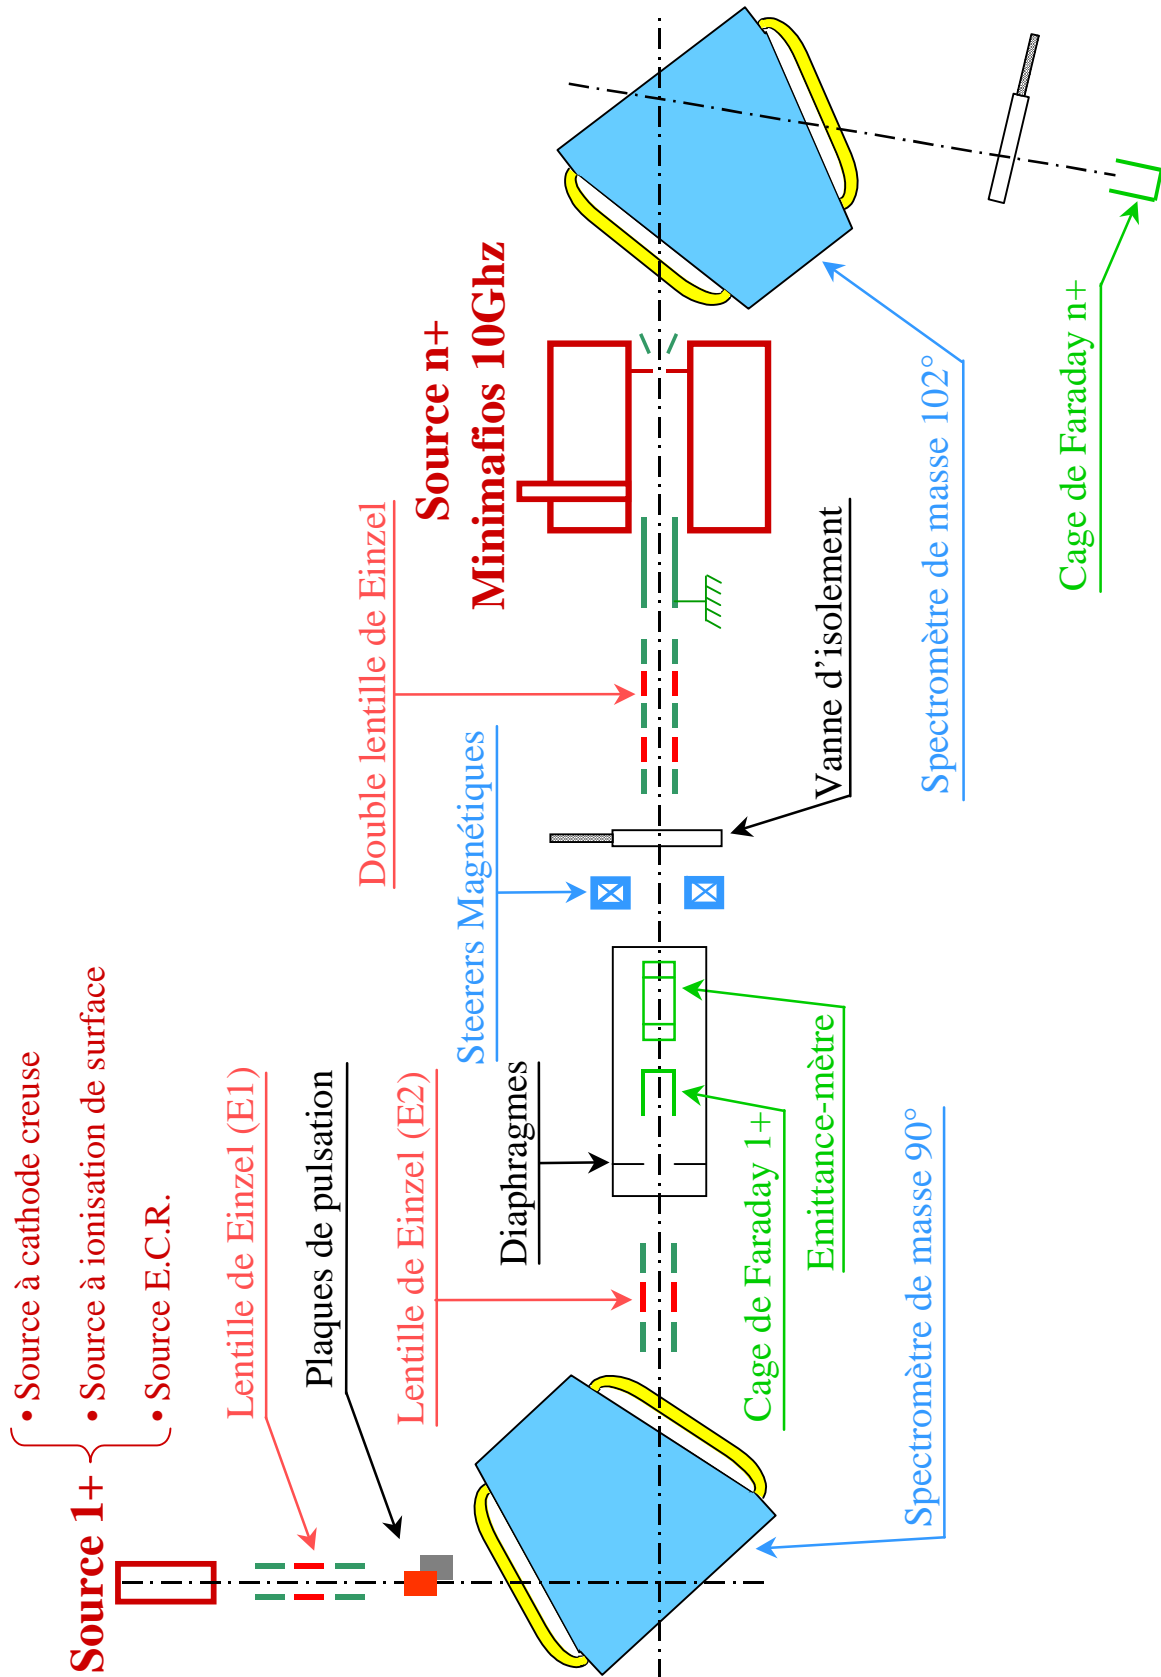 Source 1+
• Source à cathode creuse
• Source à ionisation de surface
• Source E.C.R.
Lentille de Einzel (E1)
Plaques de pulsation
Lentille de Einzel (E2)
Diaphragmes
Steerers Magnétiques
Double lentille de Einzel
Source n+
Minimafios 10Ghz
Cage de Faraday 1+
Emittance-mètre
Spectromètre de masse 90°
Vanne d'isolement
Spectromètre de masse 102°
Cage de Faraday n+